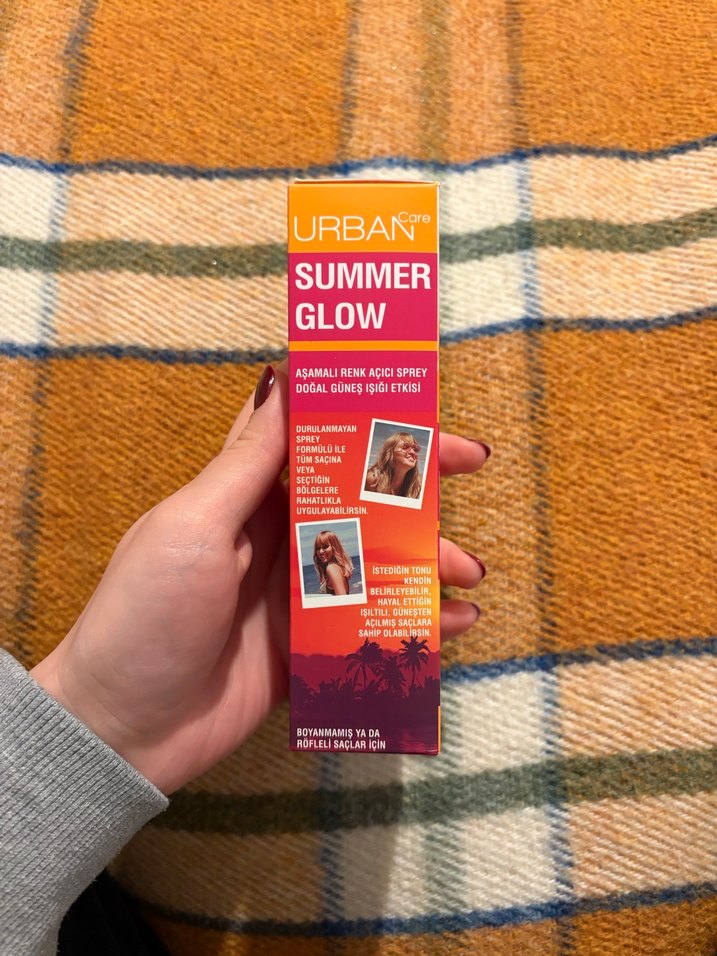 URBAN Care
SUMMER
GLOW
AŞAMALI RENK AÇICI SPREY
DOĞAL GÜNEŞ IŞIĞI ETKİSİ
DURULANMAYAN
SPREY
FORMÜLÜ İLE
TÜM SAÇINA
VEYA
SEÇTİĞİN
BÖLGELERE
RAHATLIKLA
UYGULAYABİLİRSİN.
İSTEDİĞİN TONU
KENDİN
BELİRLEYEBİLİR,
HAYAL ETTİĞİN
IŞILTILI, GÜNEŞTEN
AÇILMIŞ SAÇLARA
SAHİP OLABİLİRSİN.
BOYANMAMIŞ YA DA
RÖFLELİ SAÇLAR İÇİN